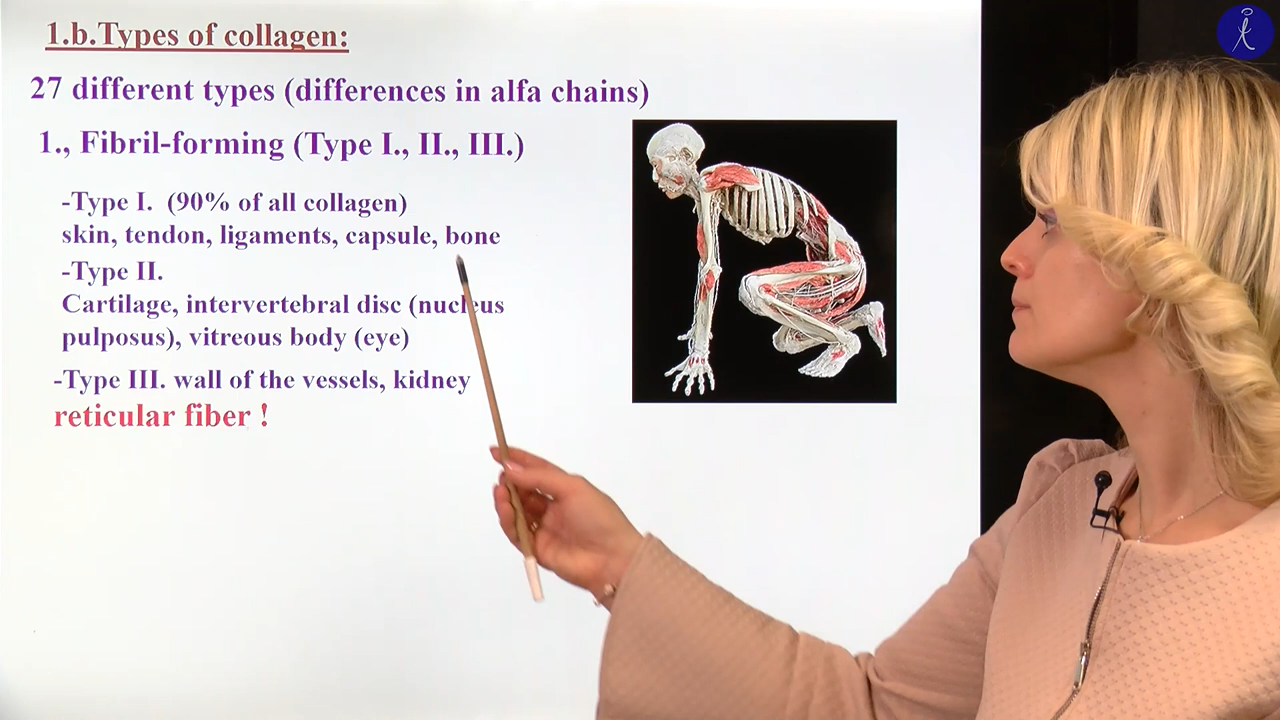 1.b.Types of collagen:
27 different types (differences in alfa chains)
1., Fibril-forming (Type I., II., III.)
-Type I. (90% of all collagen)
skin, tendon, ligaments, capsule, bone
-Type II.
Cartilage, intervertebral disc (nucleus
pulposus), vitreous body (eye)
-Type III. wall of the vessels, kidney
reticular fiber !